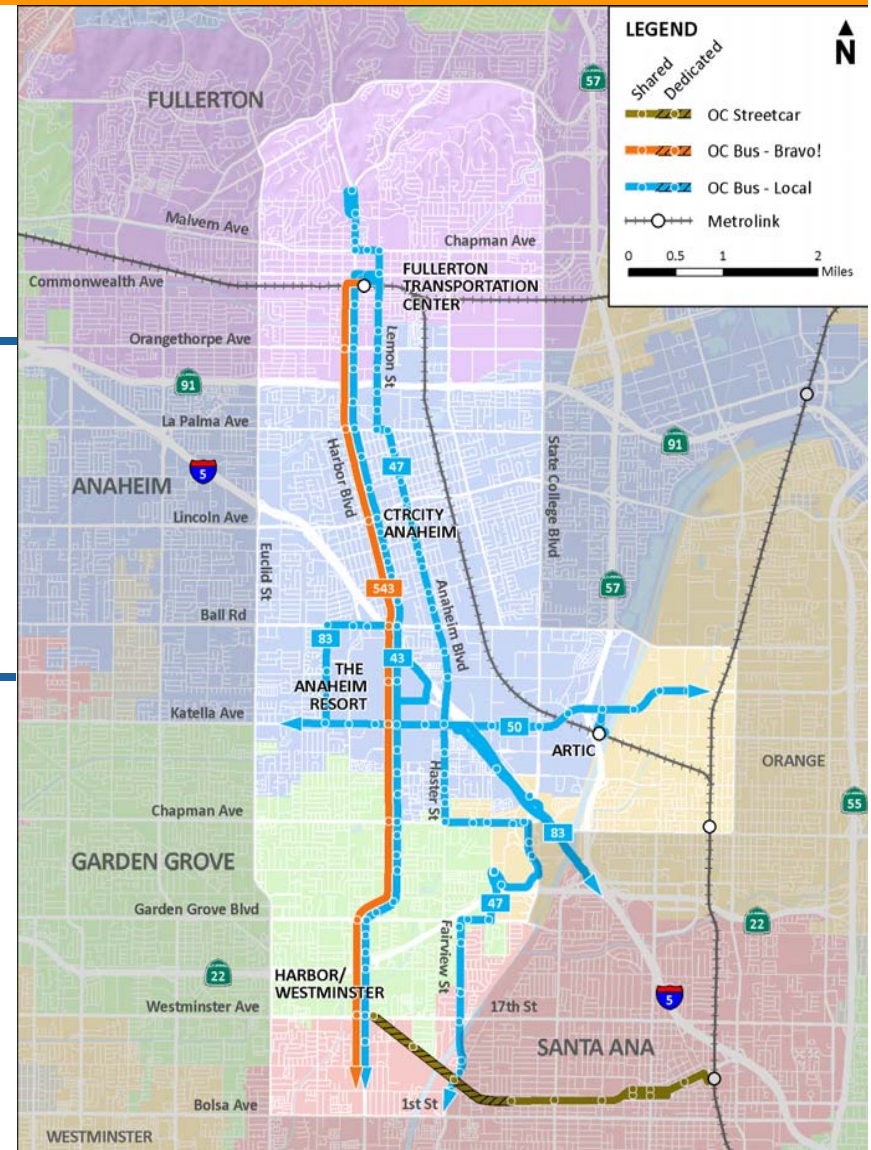 LEGEND
N
Shared
Dedicated
OC Streetcar
OC Bus - Bravo!
OC Bus - Local
Metrolink
0 0.5 1 2
Miles
57
FULLERTON
Malvern Ave
Chapman Ave
Commonwealth Ave
FULLERTON
TRANSPORTATION
CENTER
Orangethorpe Ave
Lemon St
91
La Palma Ave
91
Harbor Blvd
State College Blvd
47
5
ANAHEIM
CTRCITY
ANAHEIM
Lincoln Ave
Euclid St
543
57
Anaheim Blvd
Ball Rd
83
43
THE
ANAHEIM
RESORT
Katella Ave
50
ARTIC
ORANGE
Haster St
55
Chapman Ave
83
GARDEN GROVE
47
Garden Grove Blvd
22
Fairview St
22
HARBOR/
WESTMINSTER
5
Westminster Ave
17th St
SANTA ANA
Bolsa Ave
1st St
WESTMINSTER